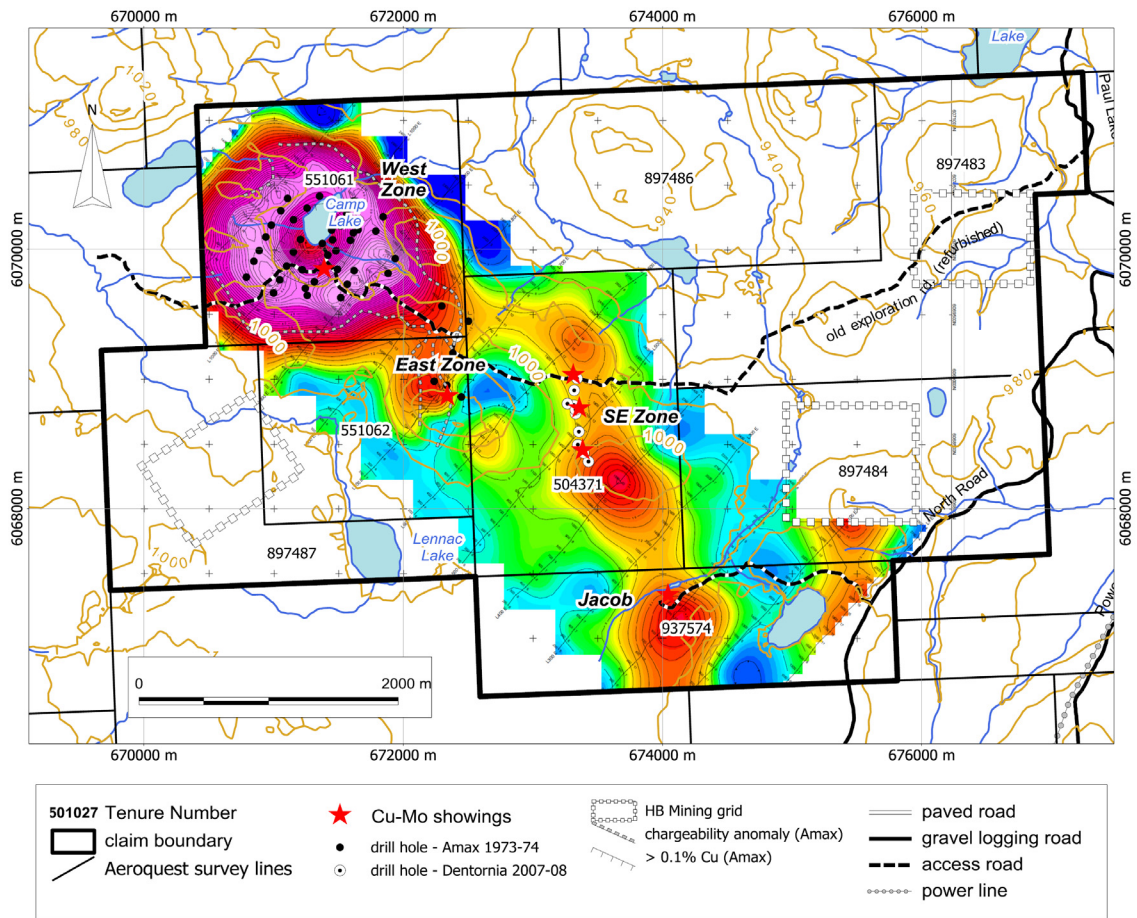 670000 m 672000 m 674000 m 676000 m
Lake
1020
980
N
940
Paul Lake
West
Zone
551061
897486
897483
Camp
Lake
960
940
6070000 m
6070000 m
1000
old exploration rd. (refurbished)
1000
1000
East Zone
980
SE Zone
551062
1000
504371
897484
North Road
6068000 m
6068000 m
Lennac
Lake
1000
897487
Jacob
937574
0 2000 m
670000 m 672000 m 674000 m 676000 m
501027 Tenure Number
claim boundary
Aeroquest survey lines
Cu-Mo showings
drill hole - Amax 1973-74
drill hole - Dentornia 2007-08
HB Mining grid
chargeability anomaly (Amax)
> 0.1% Cu (Amax)
paved road
gravel logging road
access road
power line